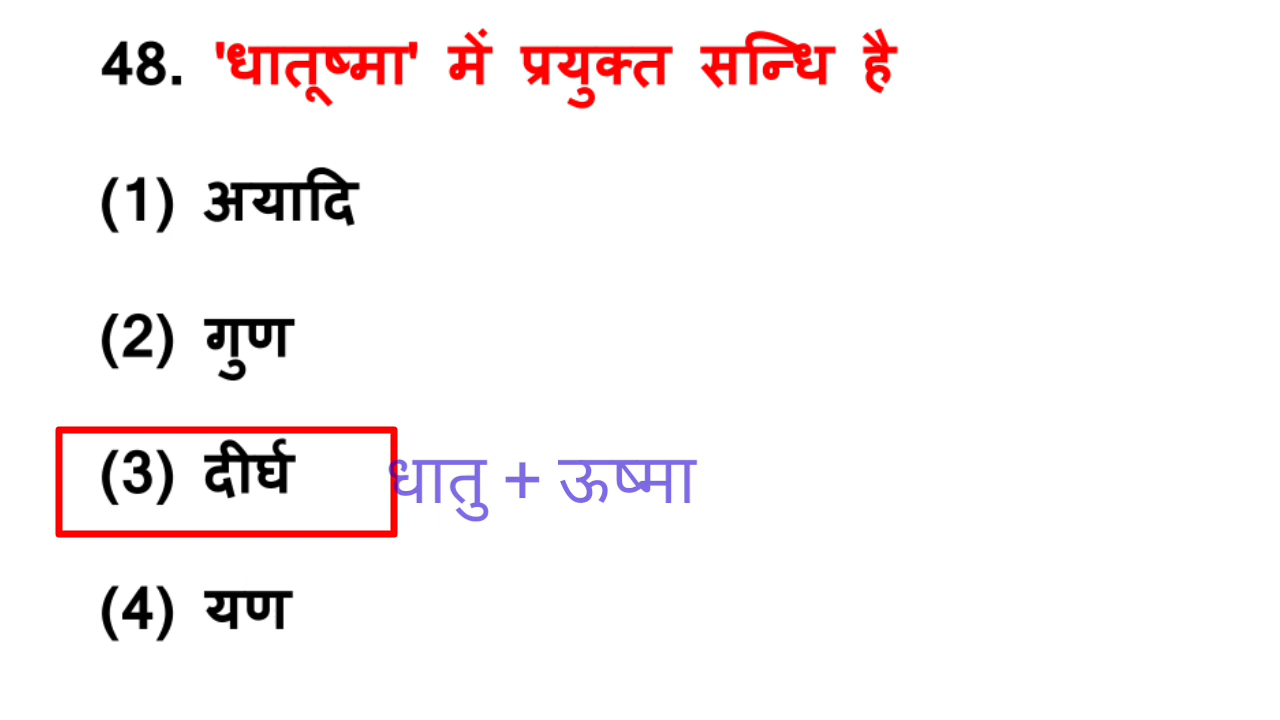 48. 'धातूष्मा' में प्रयुक्त सन्धि है
(1) अयादि
(2) गुण
(3) दीर्घ धातु + ऊष्मा
(4) यण